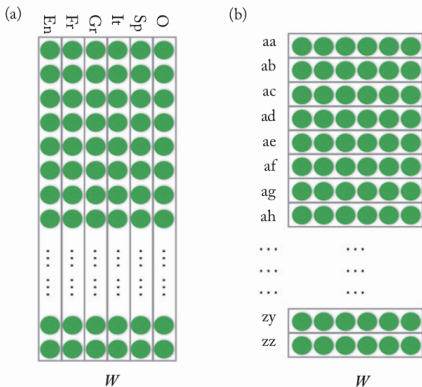 (a)
En Fr Gr It Sp O
W
(b)
aa
ab
ac
ad
ae
af
ag
ah
... ...
... ...
... ...
zy
zz
W